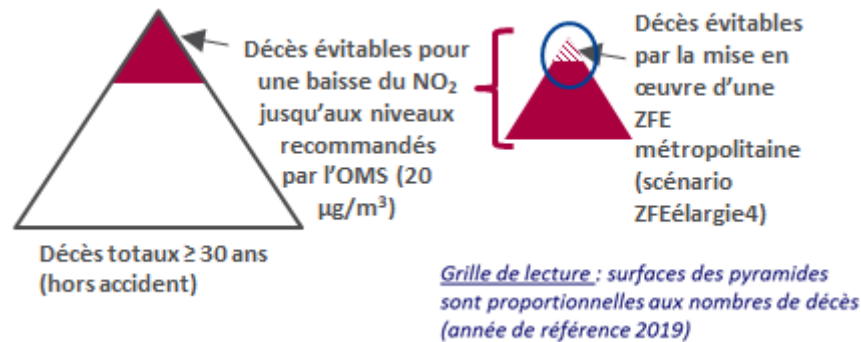 Décès évitables pour
une baisse du NO₂
jusqu'aux niveaux
recommandés
par l'OMS (20
µg/m³)
Décès totaux ≥ 30 ans
(hors accident)
Décès évitables
par la mise en
œuvre d'une
ZFE
métropolitaine
(scénario
ZFEélargie4)
Grille de lecture : surfaces des pyramides
sont proportionnelles aux nombres de décès
(année de référence 2019)